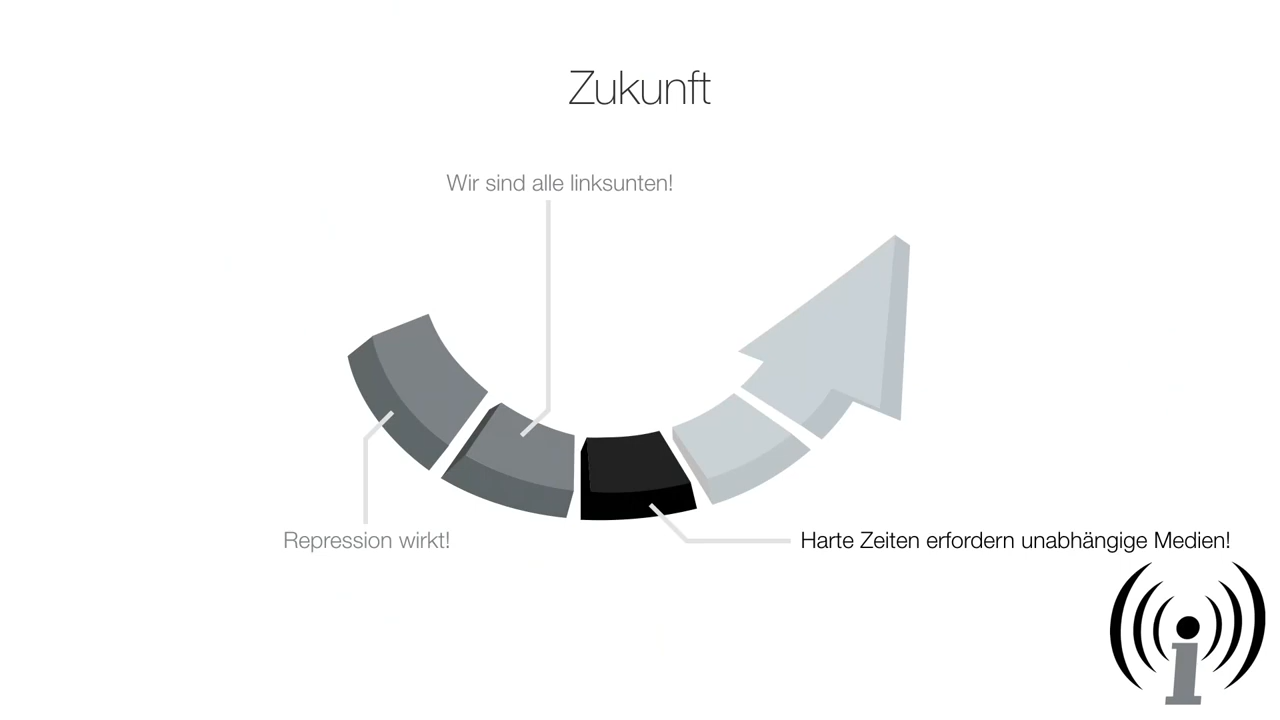 Zukunft
Wir sind alle linksunten!
Repression wirkt!
Harte Zeiten erfordern unabhängige Medien!
i